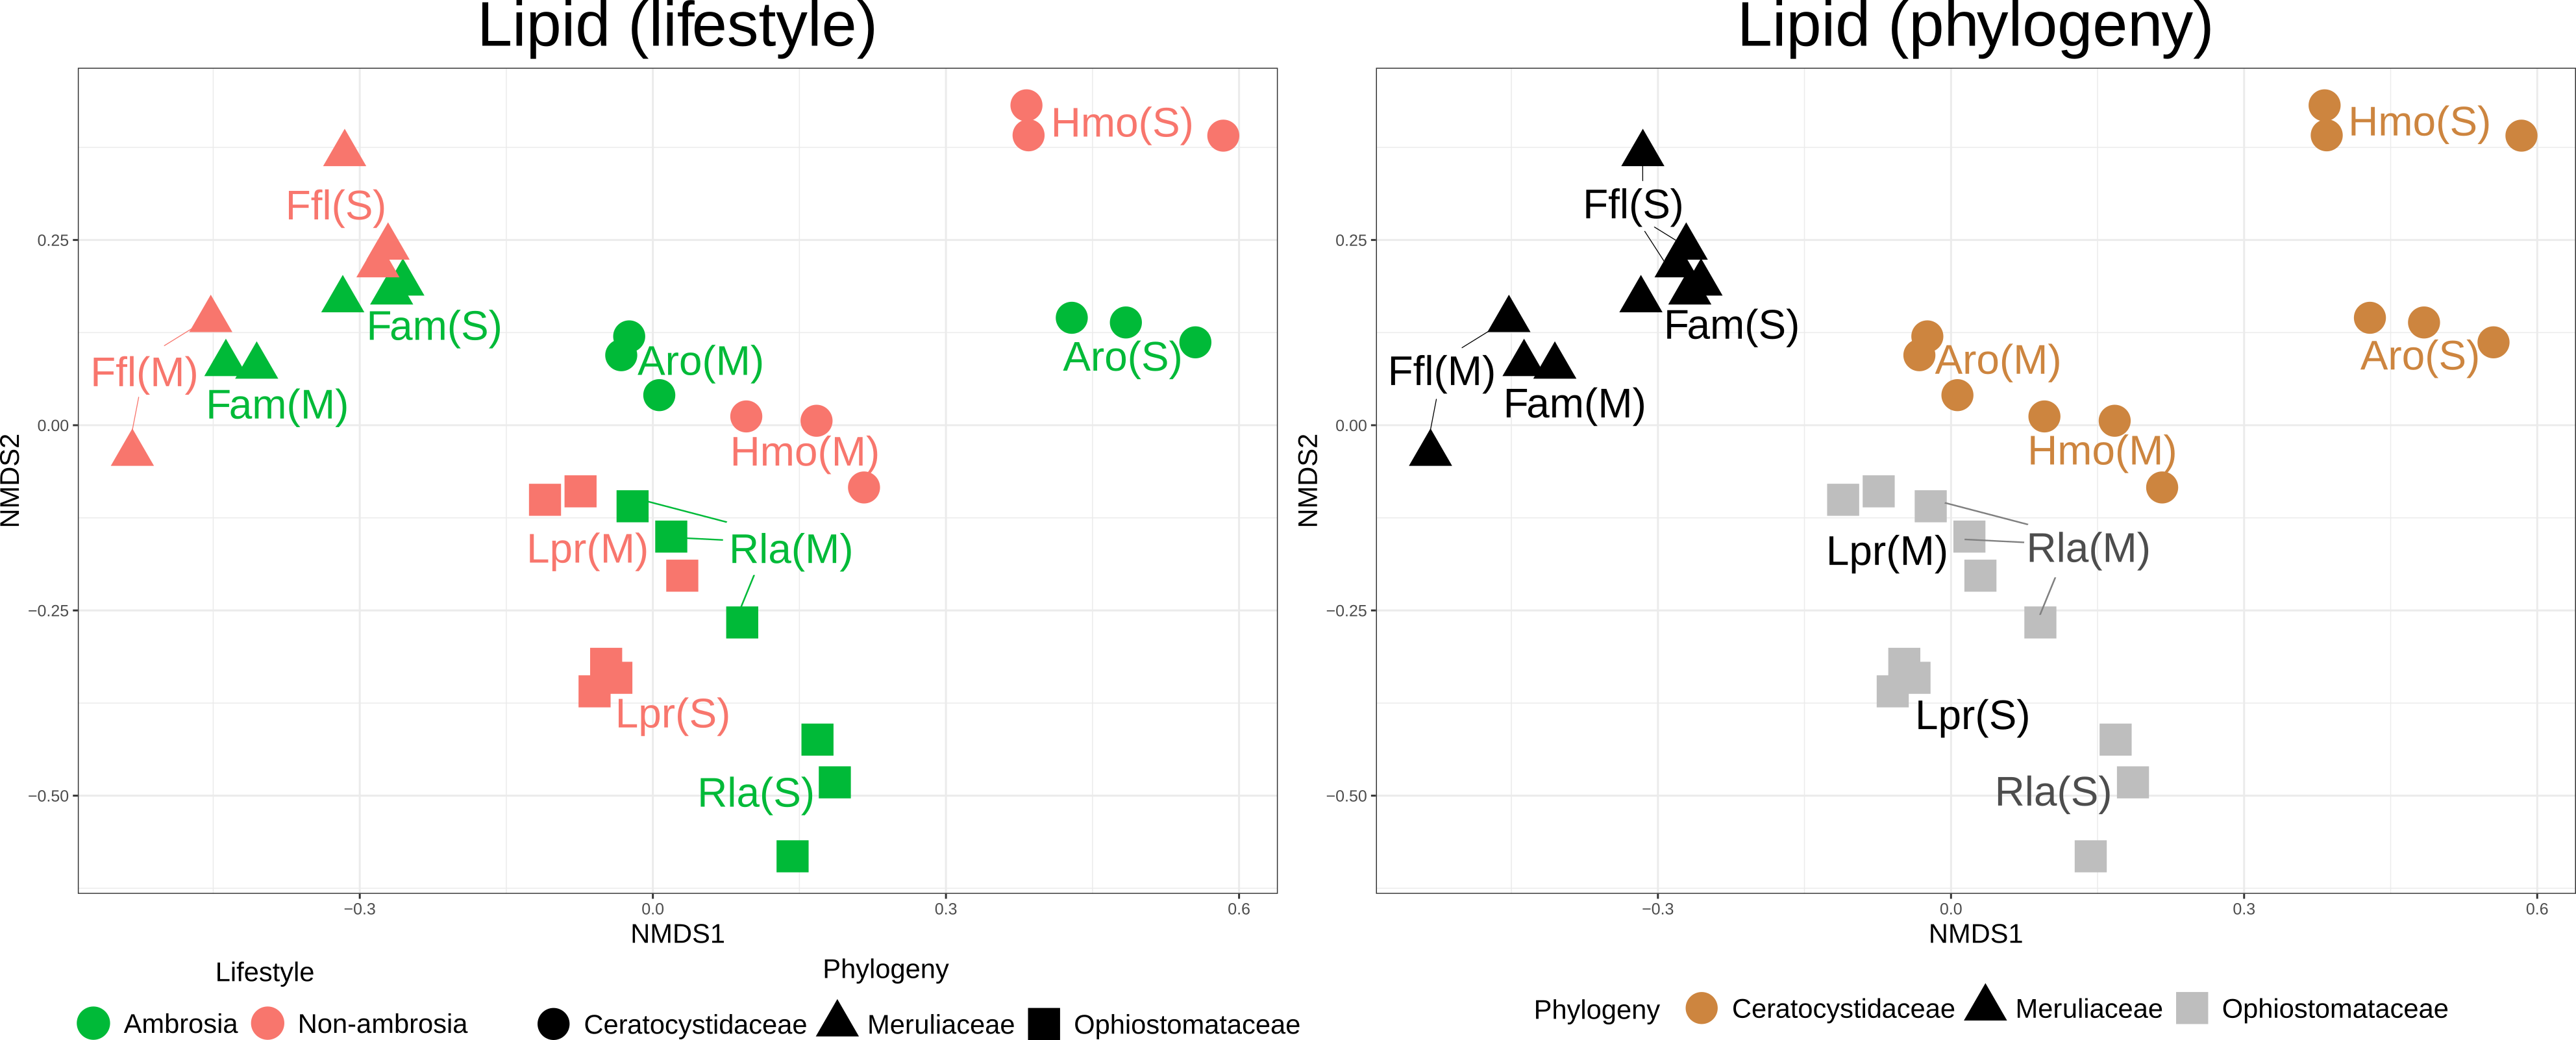 Lipid (lifestyle)
Hmo(S)
Ffl(S)
0.25
Fam(S)
Aro(M)
Aro(S)
Ffl(M)
Fam(M)
0.00
Hmo(M)
NMDS2
Lpr(M)
Rla(M)
−0.25
Lpr(S)
Rla(S)
−0.50
−0.3
0.0
0.3
0.6
NMDS1
Lifestyle
Ambrosia
Non-ambrosia
Phylogeny
Ceratocystidaceae
Meruliaceae
Ophiostomataceae
Lipid (phylogeny)
Hmo(S)
Ffl(S)
0.25
Fam(S)
Aro(M)
Aro(S)
Ffl(M)
Fam(M)
0.00
Hmo(M)
NMDS2
Lpr(M)
Rla(M)
−0.25
Lpr(S)
Rla(S)
−0.50
−0.3
0.0
0.3
0.6
NMDS1
Phylogeny
Ceratocystidaceae
Meruliaceae
Ophiostomataceae